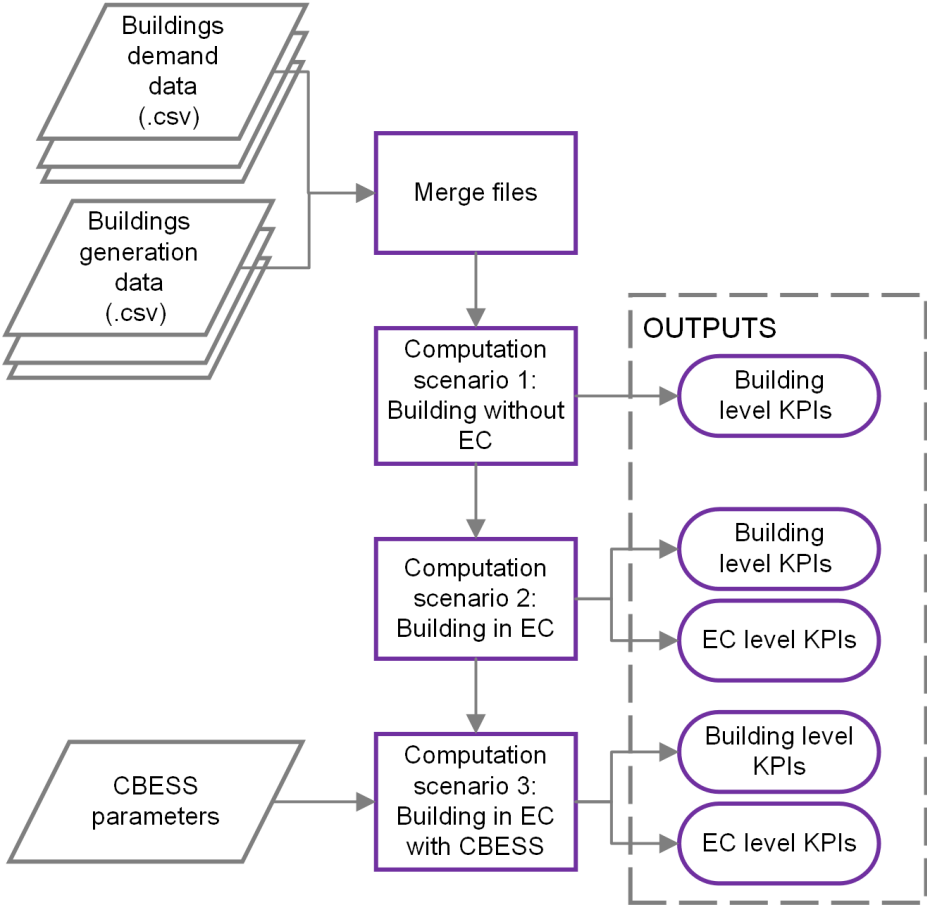 Buildings
demand
data
(.csv)
Buildings
generation
data
(.csv)
Merge files
Computation
scenario 1:
Building without
EC
OUTPUTS
Building
level KPIs
Computation
scenario 2:
Building in EC
Building
level KPIs
EC level KPIs
CBESS
parameters
Computation
scenario 3:
Building in EC
with CBESS
Building level
KPIs
EC level KPIs